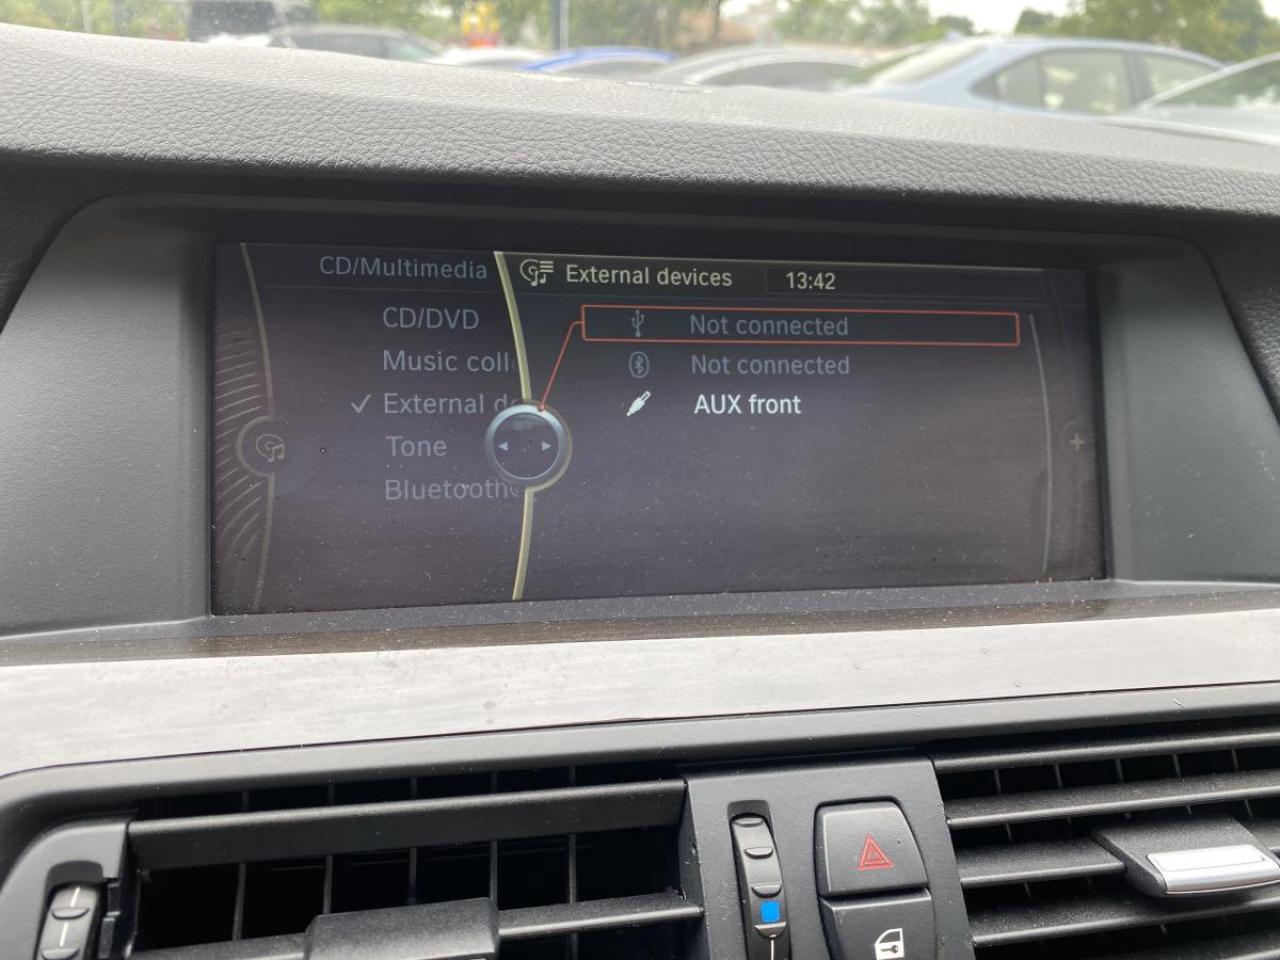 CD/Multimedia
External devices
13:42
CD/DVD
Music coll
✓ External de
Tone
Bluetooth
Not connected
Not connected
AUX front